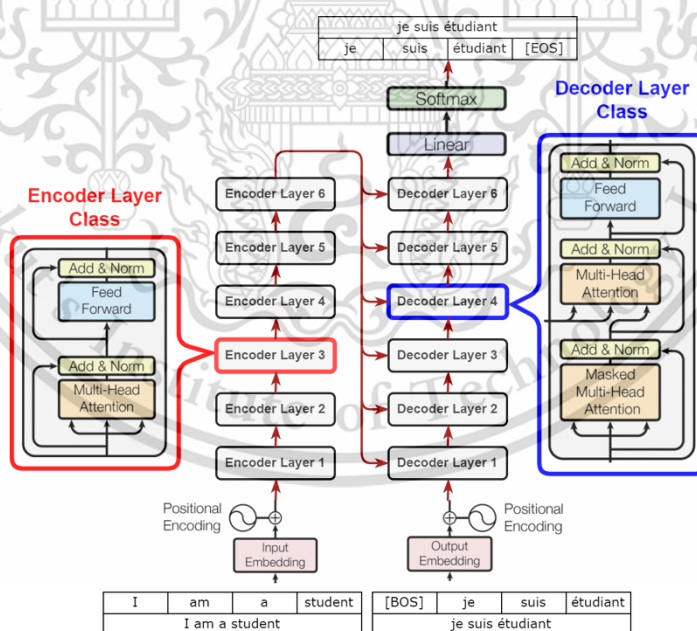 je suis étudiant
je suis étudiant [EOS]
Softmax
Linear
Decoder Layer
Class
Encoder Layer
Class
Encoder Layer 6
Encoder Layer 5
Encoder Layer 4
Encoder Layer 3
Encoder Layer 2
Encoder Layer 1
Decoder Layer 6
Decoder Layer 5
Decoder Layer 4
Decoder Layer 3
Decoder Layer 2
Decoder Layer 1
Add & Norm
Feed
Forward
Add & Norm
Multi-Head
Attention
Add & Norm
Feed
Forward
Add & Norm
Multi-Head
Attention
Add & Norm
Masked
Multi-Head
Attention
Positional
Encoding
Input
Embedding
Positional
Encoding
Output
Embedding
I am a student
I am a student
[BOS] je suis étudiant
je suis étudiant
Institute of Technology